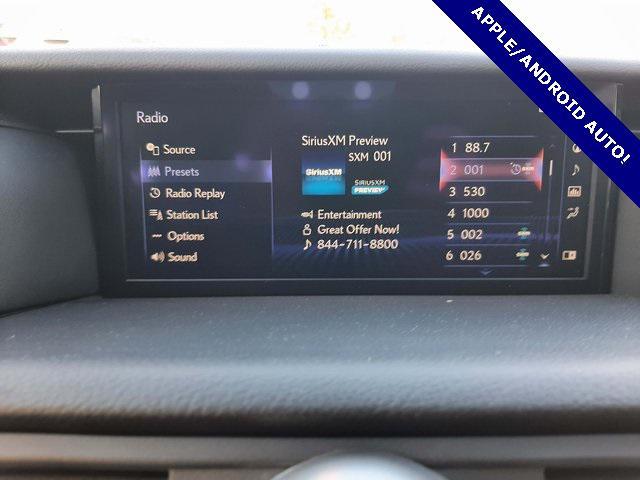 APPLE/ANDROID AUTO!
Radio
Source
Presets
Radio Replay
Station List
Options
Sound
SiriusXM Preview
SXM 001
SiriusXM
SIRIUSXM
PREVIEW
Entertainment
Great Offer Now!
844-711-8800
1 88.7
2 001
3 530
4 1000
5 002
6 026